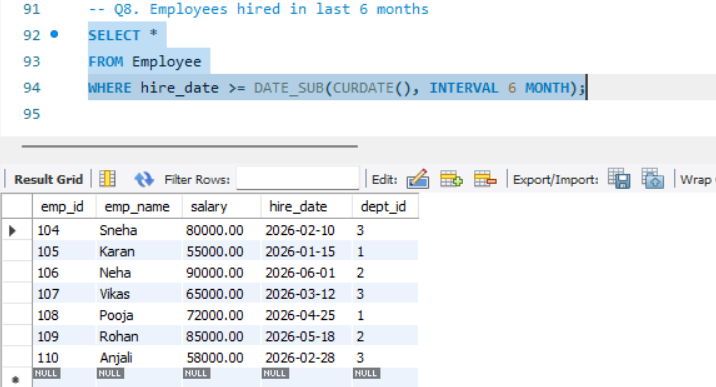 91 -- Q8. Employees hired in last 6 months
92 SELECT *
93 FROM Employee
94 WHERE hire_date >= DATE_SUB(CURDATE(), INTERVAL 6 MONTH);
95
Result Grid Filter Rows: Edit: Export/Import: Wrap
emp_id emp_name salary hire_date dept_id
104 Sneha 80000.00 2026-02-10 3
105 Karan 55000.00 2026-01-15 1
106 Neha 90000.00 2026-06-01 2
107 Vikas 65000.00 2026-03-12 3
108 Pooja 72000.00 2026-04-25 1
109 Rohan 85000.00 2026-05-18 2
110 Anjali 58000.00 2026-02-28 3
NULL NULL NULL NULL NULL